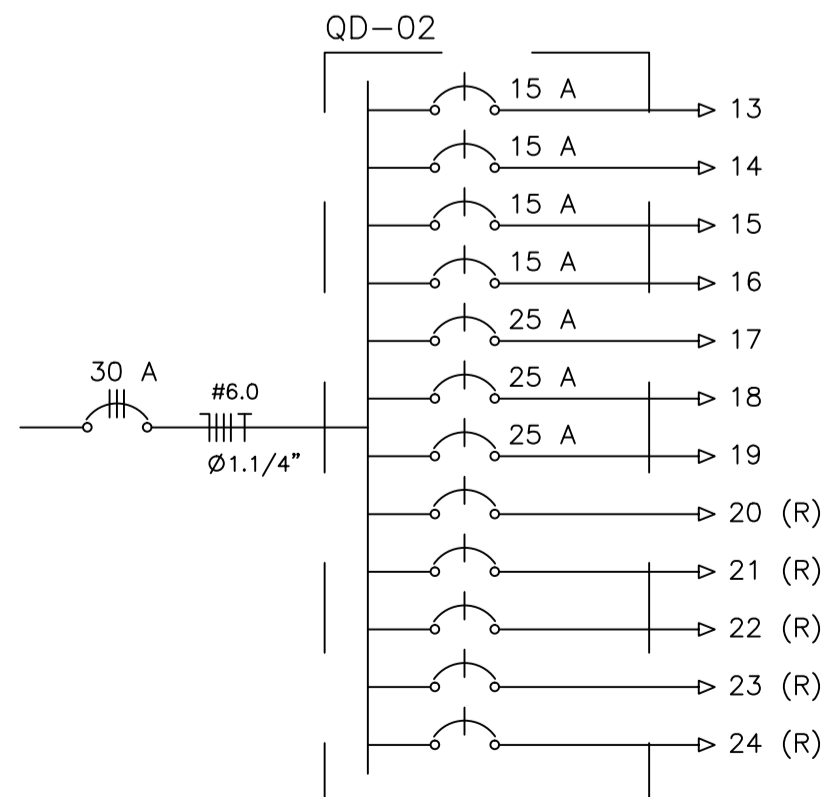 QD-02
15 A
13
15 A
14
15 A
15
15 A
16
25 A
17
30 A
#6.0
Ø1.1/4"
25 A
18
25 A
19
20 (R)
21 (R)
22 (R)
23 (R)
24 (R)